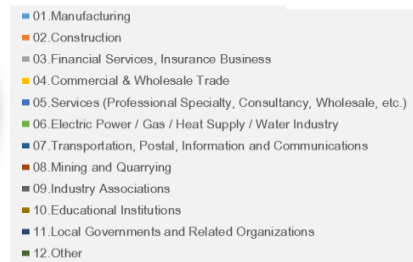 01.Manufacturing
02.Construction
03.Financial Services, Insurance Business
04.Commercial & Wholesale Trade
05.Services (Professional Specialty, Consultancy, Wholesale, etc.)
06.Electric Power / Gas / Heat Supply / Water Industry
07.Transportation, Postal, Information and Communications
08.Mining and Quarrying
09.Industry Associations
10.Educational Institutions
11.Local Governments and Related Organizations
12.Other